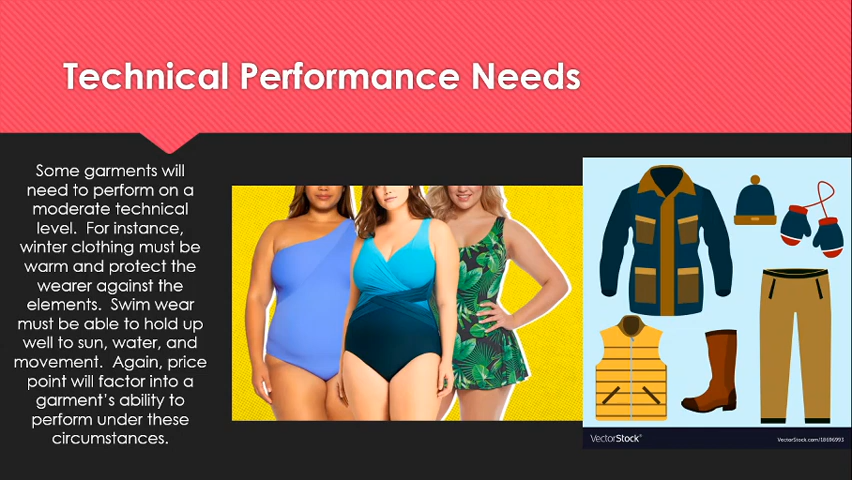 Technical Performance Needs
Some garments will
need to perform on a
moderate technical
level.  For instance,
winter clothing must be
warm and protect the
wearer against the
elements.  Swim wear
must be able to hold up
well to sun, water, and
movement.  Again, price
point will factor into a
garment's ability to
perform under these
circumstances.
VectorStock®
VectorStock.com/18696993